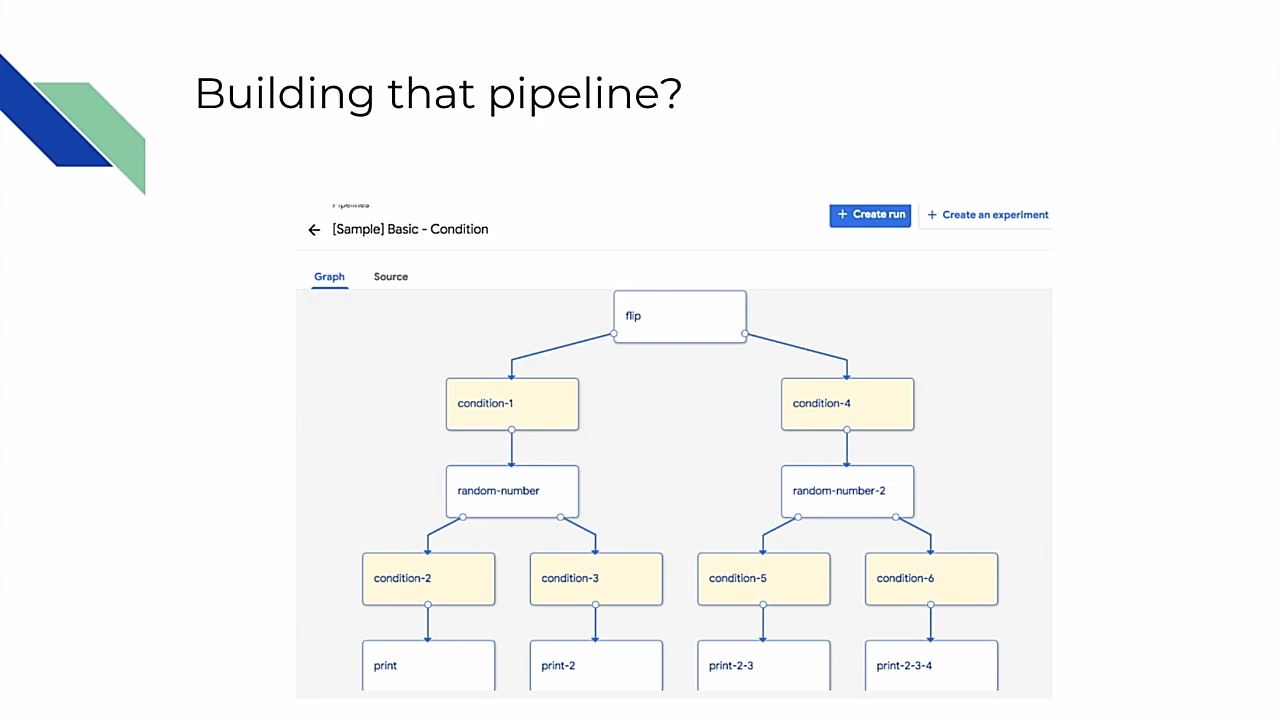 Building that pipeline?
Pipelines
[Sample] Basic - Condition
+ Create run
+ Create an experiment
Graph
Source
flip
condition-1
condition-4
random-number
random-number-2
condition-2
condition-3
condition-5
condition-6
print
print-2
print-2-3
print-2-3-4